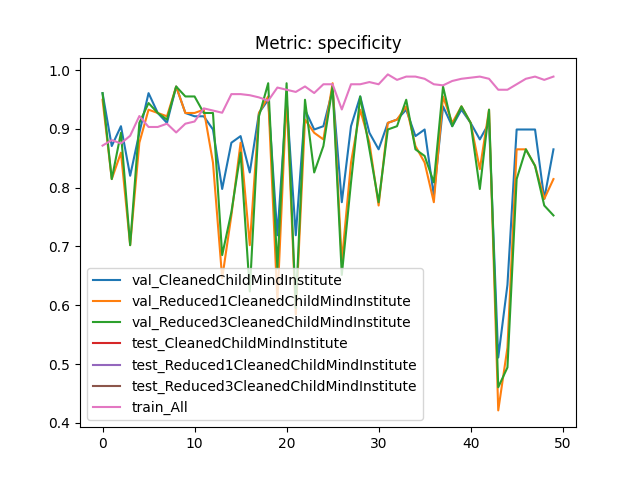 Metric: specificity
1.0
0.9
0.8
0.7
0.6
0.5
0.4
val_CleanedChildMindInstitute
val_Reduced1CleanedChildMindInstitute
val_Reduced3CleanedChildMindInstitute
test_CleanedChildMindInstitute
test_Reduced1CleanedChildMindInstitute
test_Reduced3CleanedChildMindInstitute
train_All
0 10 20 30 40 50